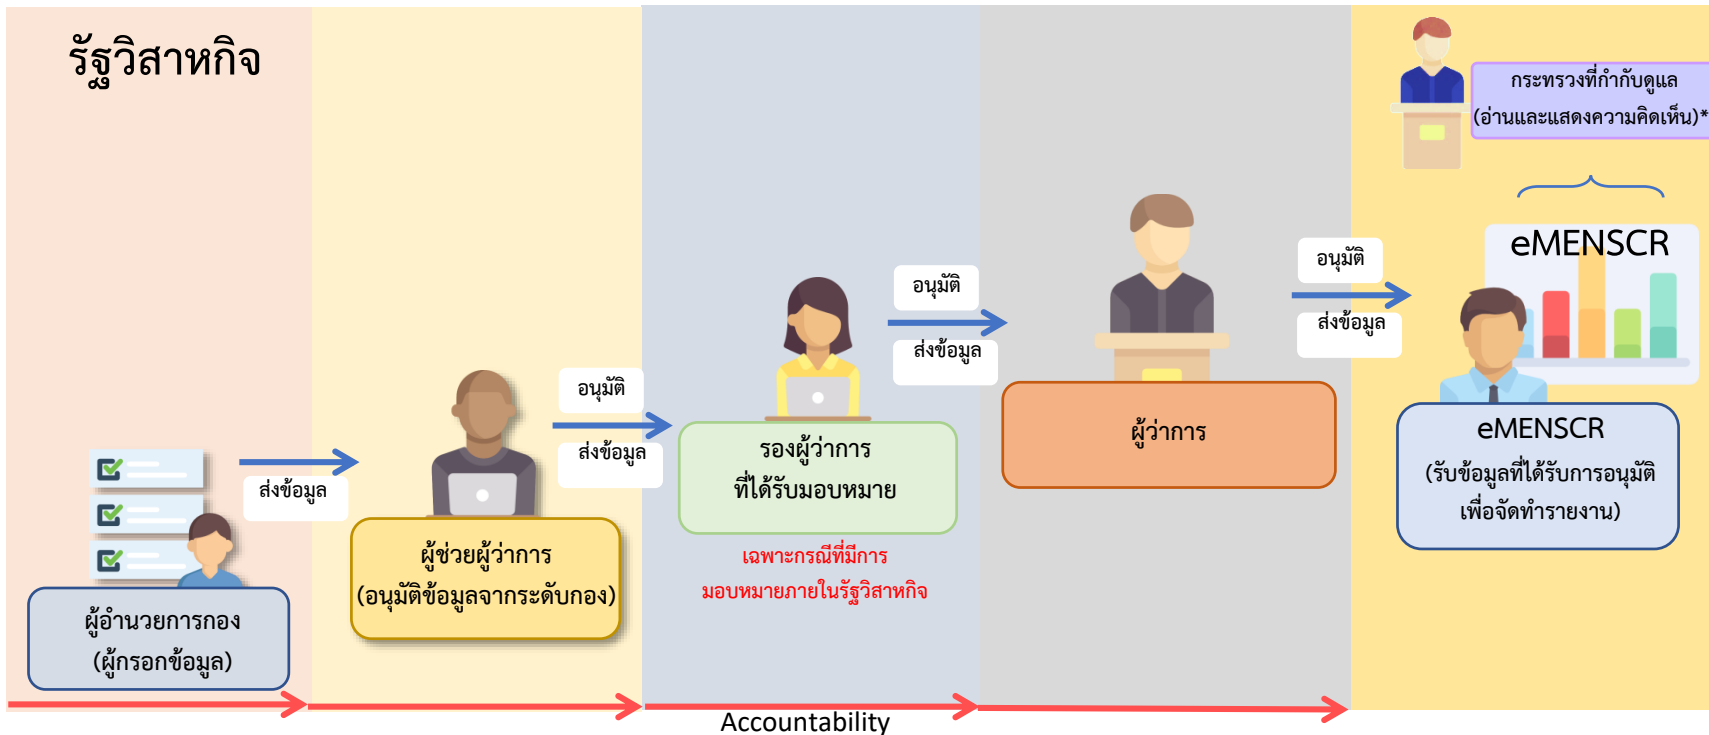 รัฐวิสาหกิจ
ผู้อำนวยการกอง
(ผู้กรอกข้อมูล)
ส่งข้อมูล
ผู้ช่วยผู้ว่าการ
(อนุมัติข้อมูลจากระดับกอง)
อนุมัติ
ส่งข้อมูล
รองผู้ว่าการ
ที่ได้รับมอบหมาย
เฉพาะกรณีที่มีการ
มอบหมายภายในรัฐวิสาหกิจ
อนุมัติ
ส่งข้อมูล
ผู้ว่าการ
อนุมัติ
ส่งข้อมูล
กระทรวงที่กำกับดูแล
(อ่านและแสดงความคิดเห็น)*
eMENSCR
eMENSCR
(รับข้อมูลที่ได้รับการอนุมัติ
เพื่อจัดทำรายงาน)
Accountability